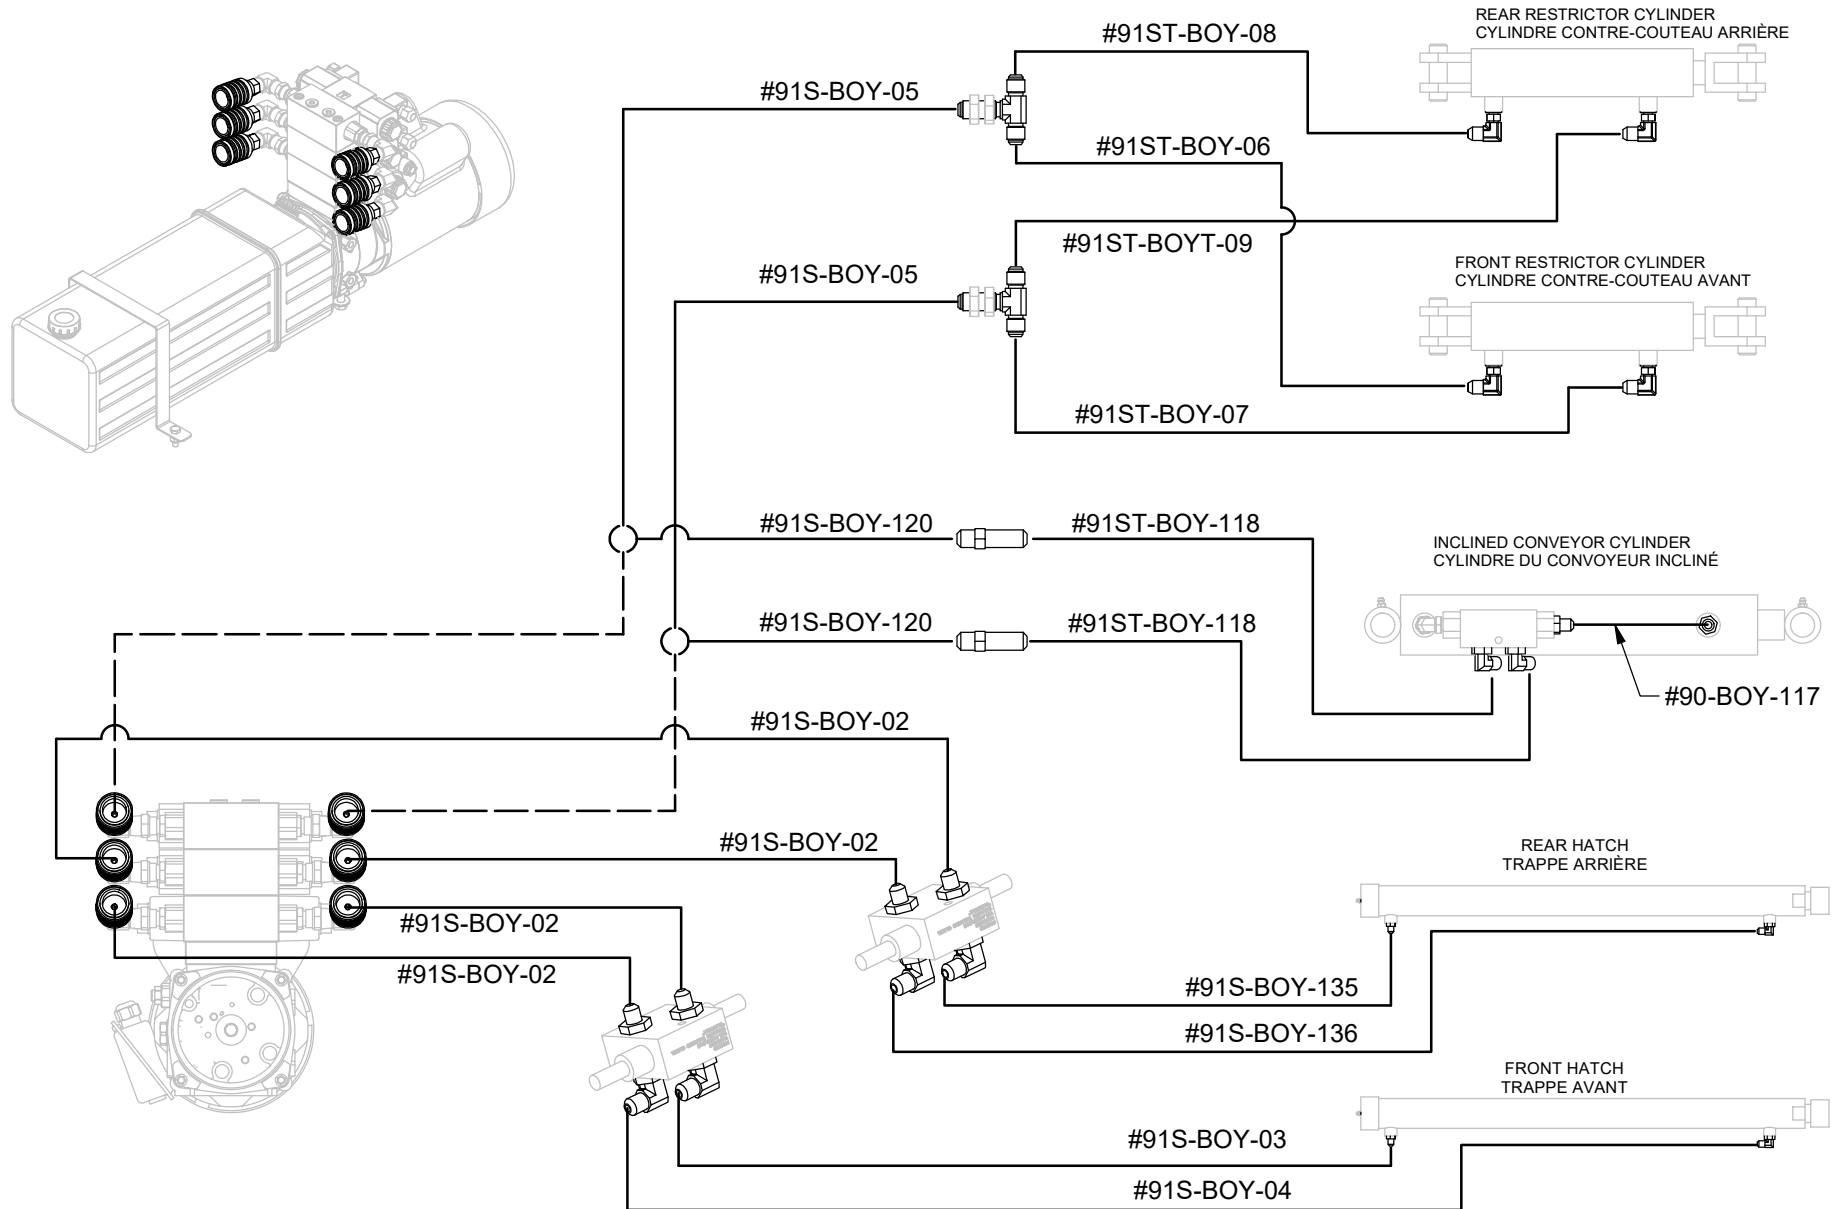 REAR RESTRICTOR CYLINDER
CYLINDRE CONTRE-COUTEAU ARRIÈRE
#91ST-BOY-08
#91S-BOY-05
#91ST-BOY-06
#91ST-BOYT-09
#91S-BOY-05
FRONT RESTRICTOR CYLINDER
CYLINDRE CONTRE-COUTEAU AVANT
#91ST-BOY-07
#91S-BOY-120
#91ST-BOY-118
INCLINED CONVEYOR CYLINDER
CYLINDRE DU CONVOYEUR INCLINÉ
#91S-BOY-120
#91ST-BOY-118
#90-BOY-117
#91S-BOY-02
#91S-BOY-02
REAR HATCH
TRAPPE ARRIÈRE
#91S-BOY-02
#91S-BOY-02
#91S-BOY-135
#91S-BOY-136
FRONT HATCH
TRAPPE AVANT
#91S-BOY-03
#91S-BOY-04